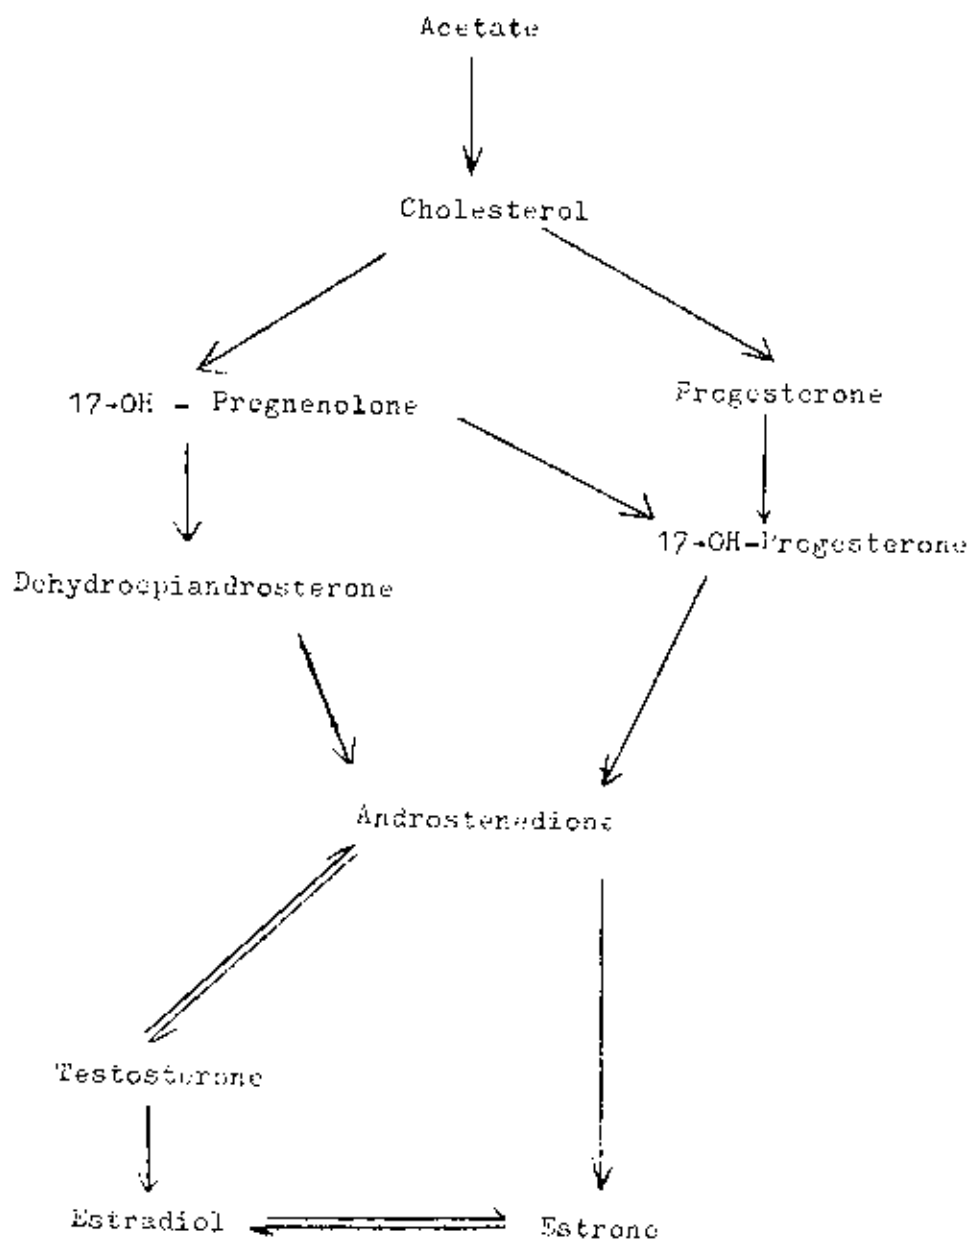 Acetate
Cholesterol
17-OH - Pregnenolone
Progesterone
17-OH-Progesterone
Dehydroepiandrosterone
Androstenedione
Testosterone
Estradiol
Estrone